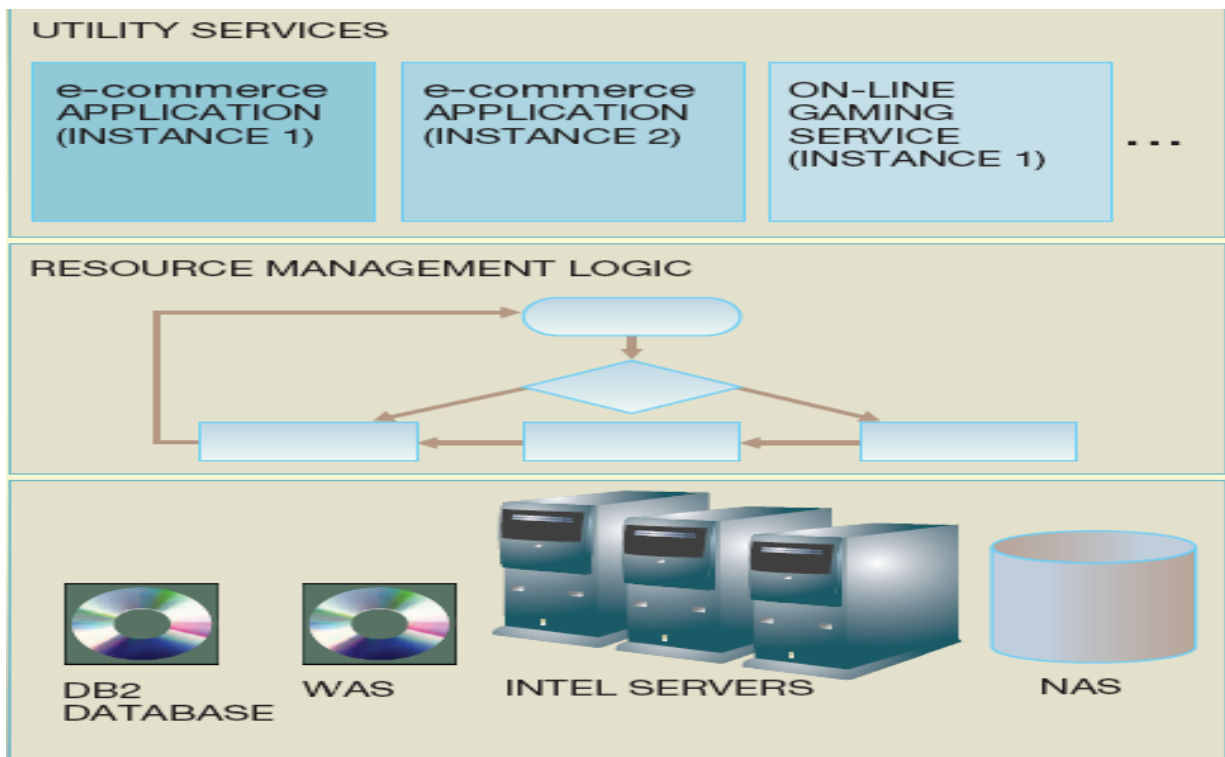 UTILITY SERVICES
e-commerce
APPLICATION
(INSTANCE 1)
e-commerce
APPLICATION
(INSTANCE 2)
ON-LINE
GAMING
SERVICE
(INSTANCE 1)
...
RESOURCE MANAGEMENT LOGIC
DB2
DATABASE
WAS
INTEL SERVERS
NAS